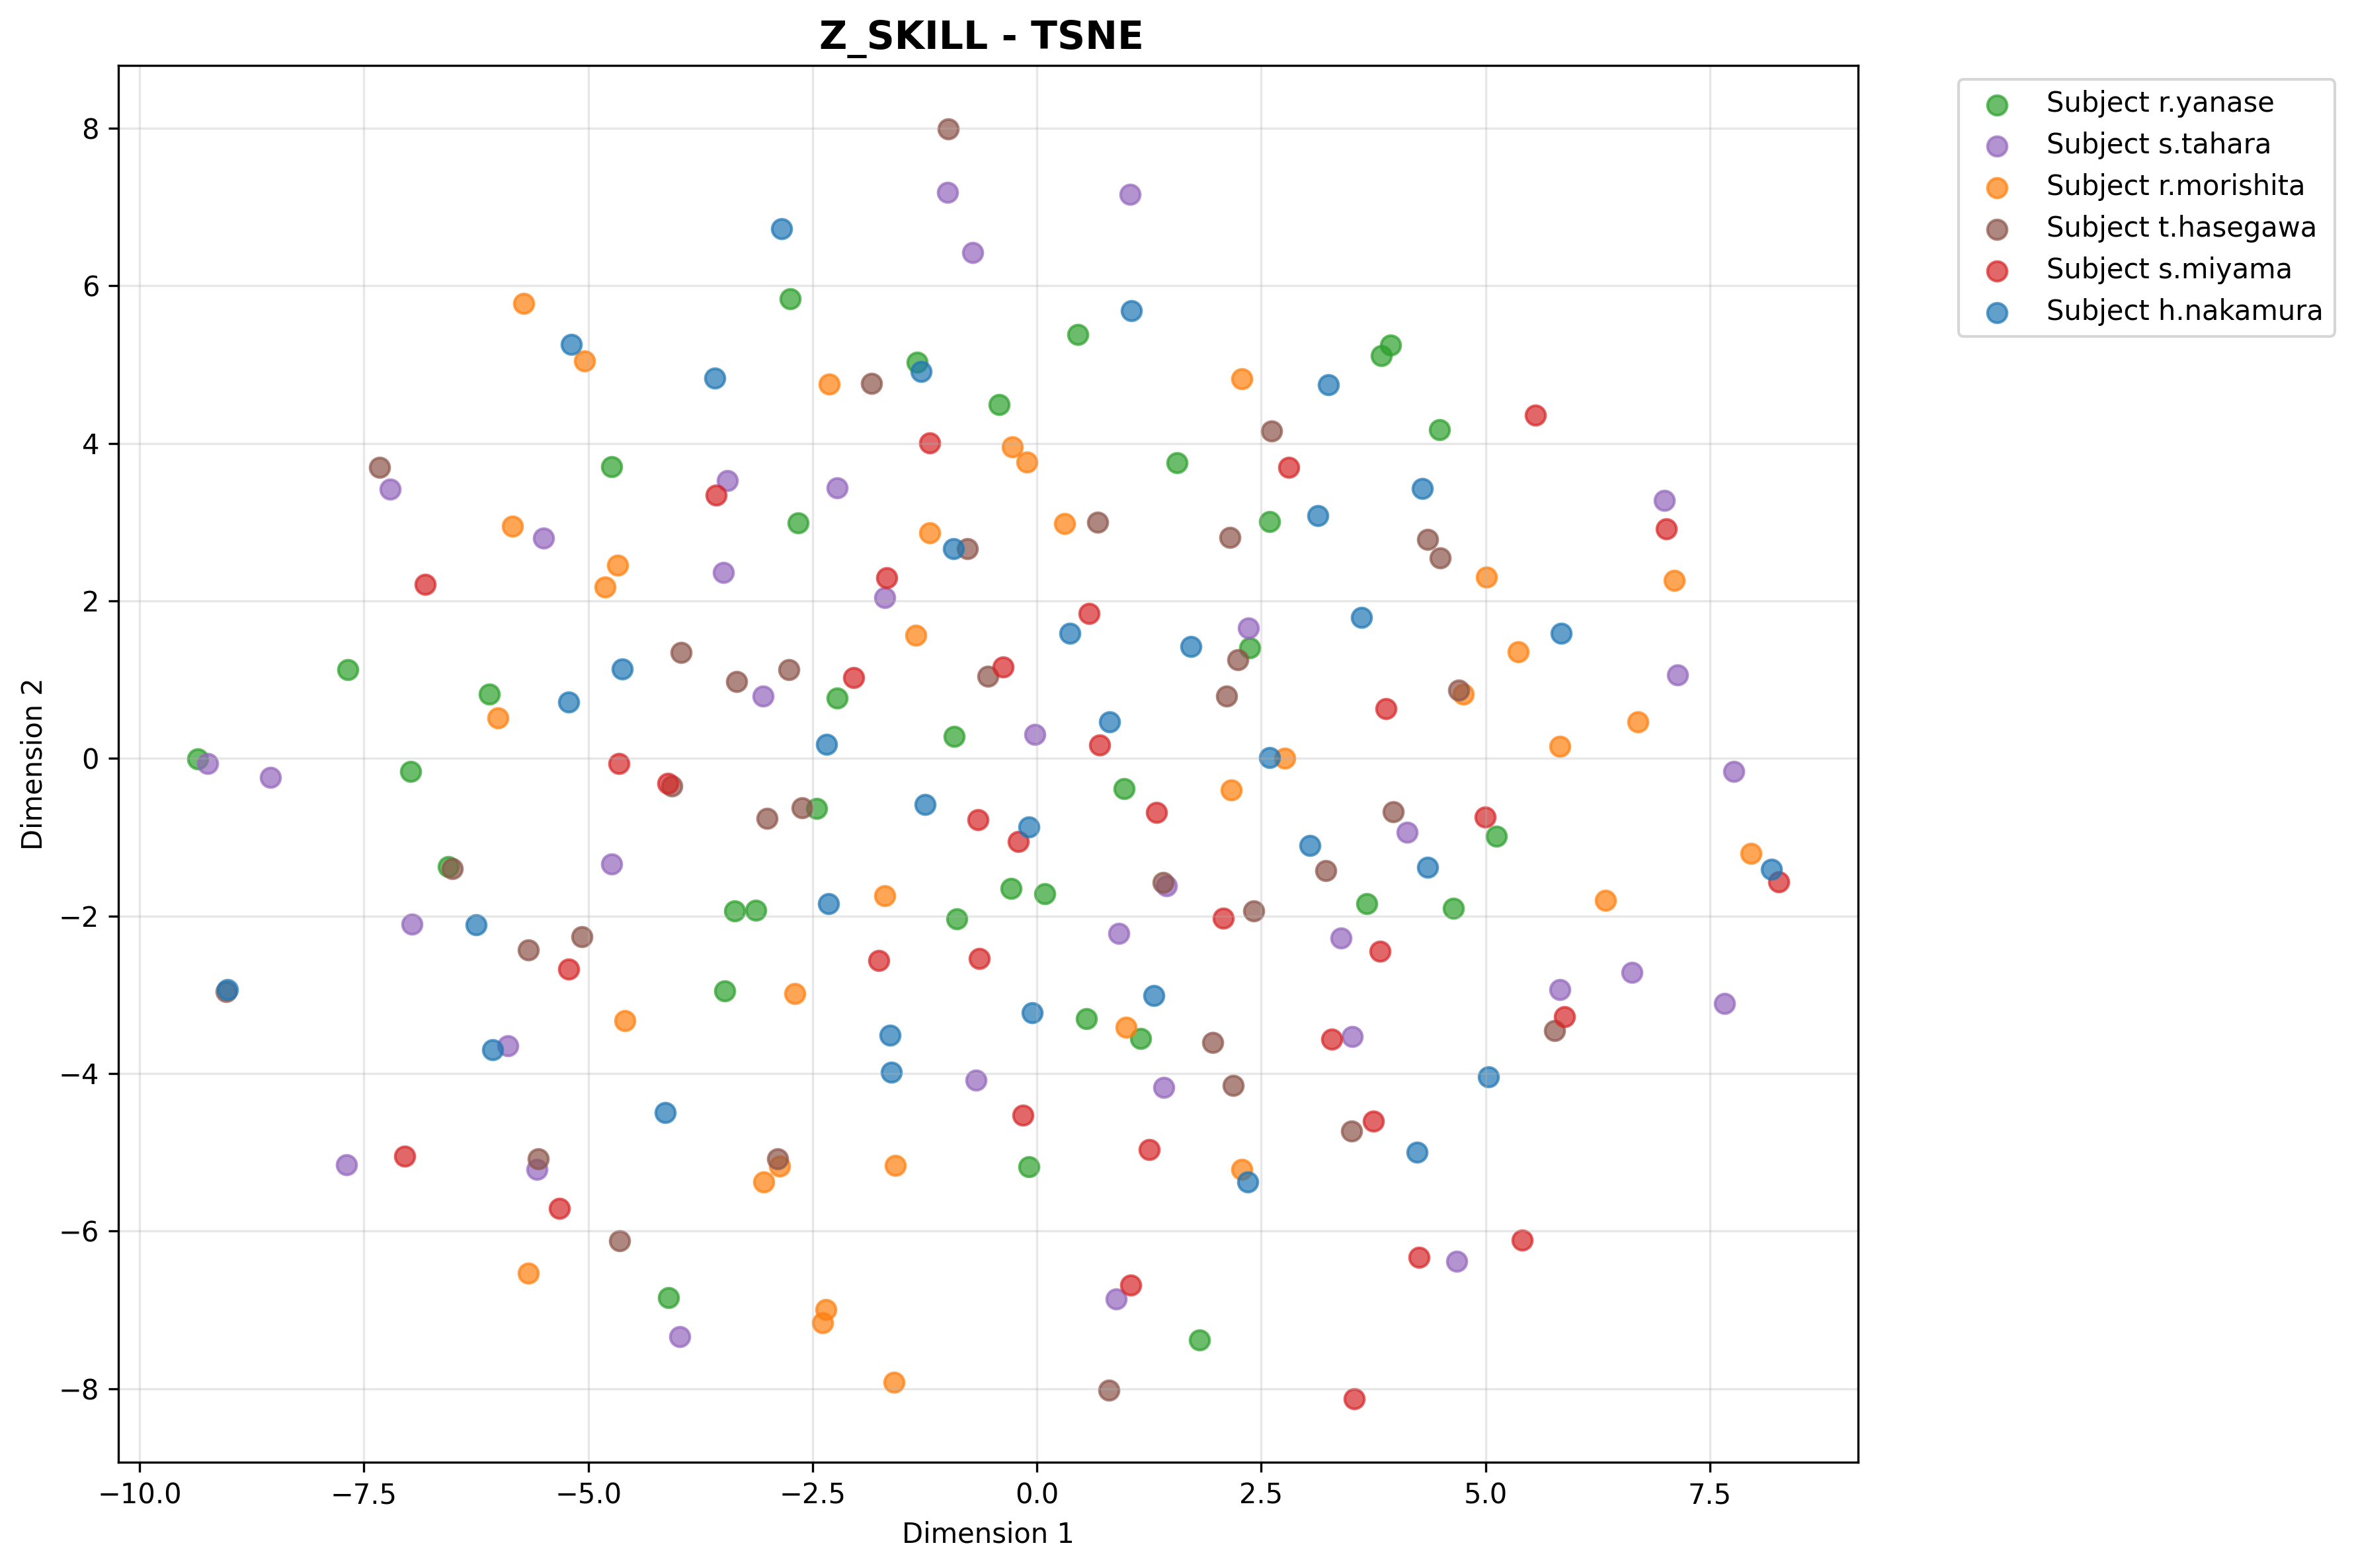 Z_SKILL - TSNE
Subject r.yanase
Subject s.tahara
Subject r.morishita
Subject t.hasegawa
Subject s.miyama
Subject h.nakamura
Dimension 2
8
6
4
2
0
−2
−4
−6
−8
−10.0 −7.5 −5.0 −2.5 0.0 2.5 5.0 7.5
Dimension 1